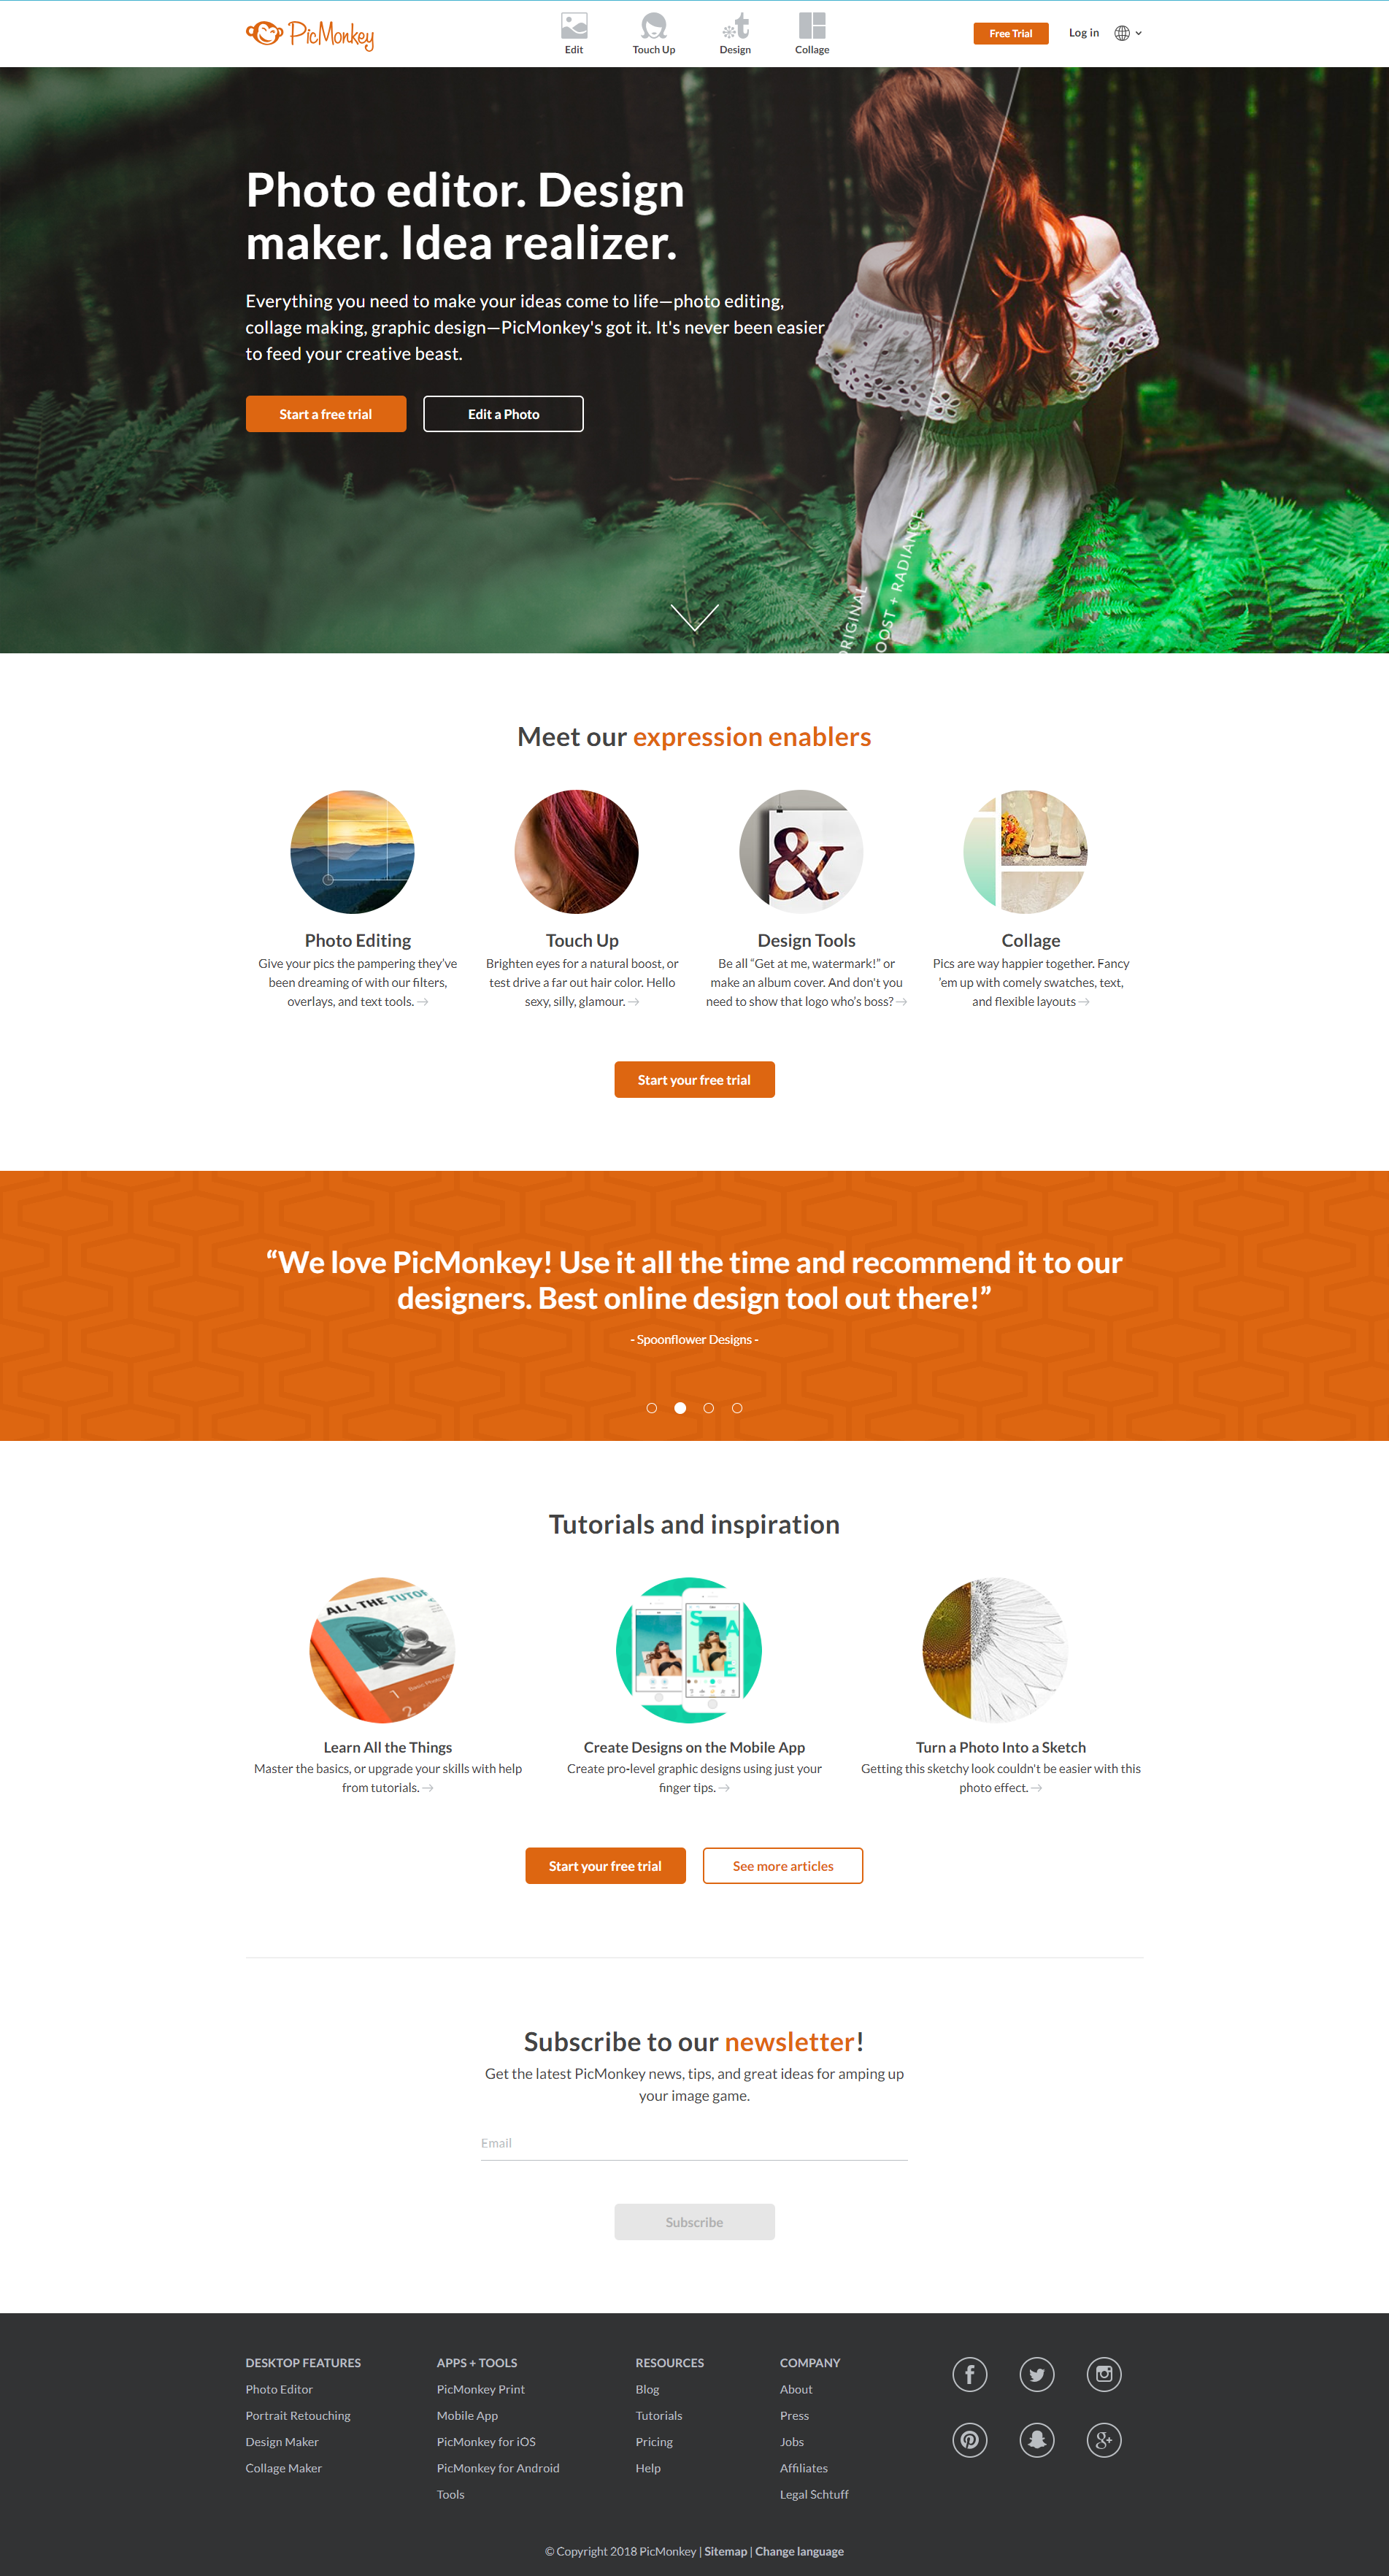 PicMonkey
Edit
Touch Up
Design
Collage
Free Trial
Log in
Photo editor. Design
maker. Idea realizer.
Everything you need to make your ideas come to life—photo editing,
collage making, graphic design—PicMonkey's got it. It's never been easier
to feed your creative beast.
Start a free trial
Edit a Photo
ORIGINAL
OOST + RADIANCE
Meet our expression enablers
Photo Editing
Give your pics the pampering they’ve
been dreaming of with our filters,
overlays, and text tools. →
Touch Up
Brighten eyes for a natural boost, or
test drive a far out hair color. Hello
sexy, silly, glamour. →
&
Design Tools
Be all “Get at me, watermark!” or
make an album cover. And don't you
need to show that logo who’s boss? →
Collage
Pics are way happier together. Fancy
’em up with comely swatches, text,
and flexible layouts →
Start your free trial
“We love PicMonkey! Use it all the time and recommend it to our
designers. Best online design tool out there!”
- Spoonflower Designs -
Tutorials and inspiration
ALL THE TUTOR
1
2
Learn All the Things
Master the basics, or upgrade your skills with help
from tutorials. →
SALE
Create Designs on the Mobile App
Create pro-level graphic designs using just your
finger tips. →
Turn a Photo Into a Sketch
Getting this sketchy look couldn't be easier with this
photo effect. →
Start your free trial
See more articles
Subscribe to our newsletter!
Get the latest PicMonkey news, tips, and great ideas for amping up
your image game.
Email
Subscribe
DESKTOP FEATURES
Photo Editor
Portrait Retouching
Design Maker
Collage Maker
APPS + TOOLS
PicMonkey Print
Mobile App
PicMonkey for iOS
PicMonkey for Android
Tools
RESOURCES
Blog
Tutorials
Pricing
Help
COMPANY
About
Press
Jobs
Affiliates
Legal Schtuff
© Copyright 2018 PicMonkey | Sitemap | Change language